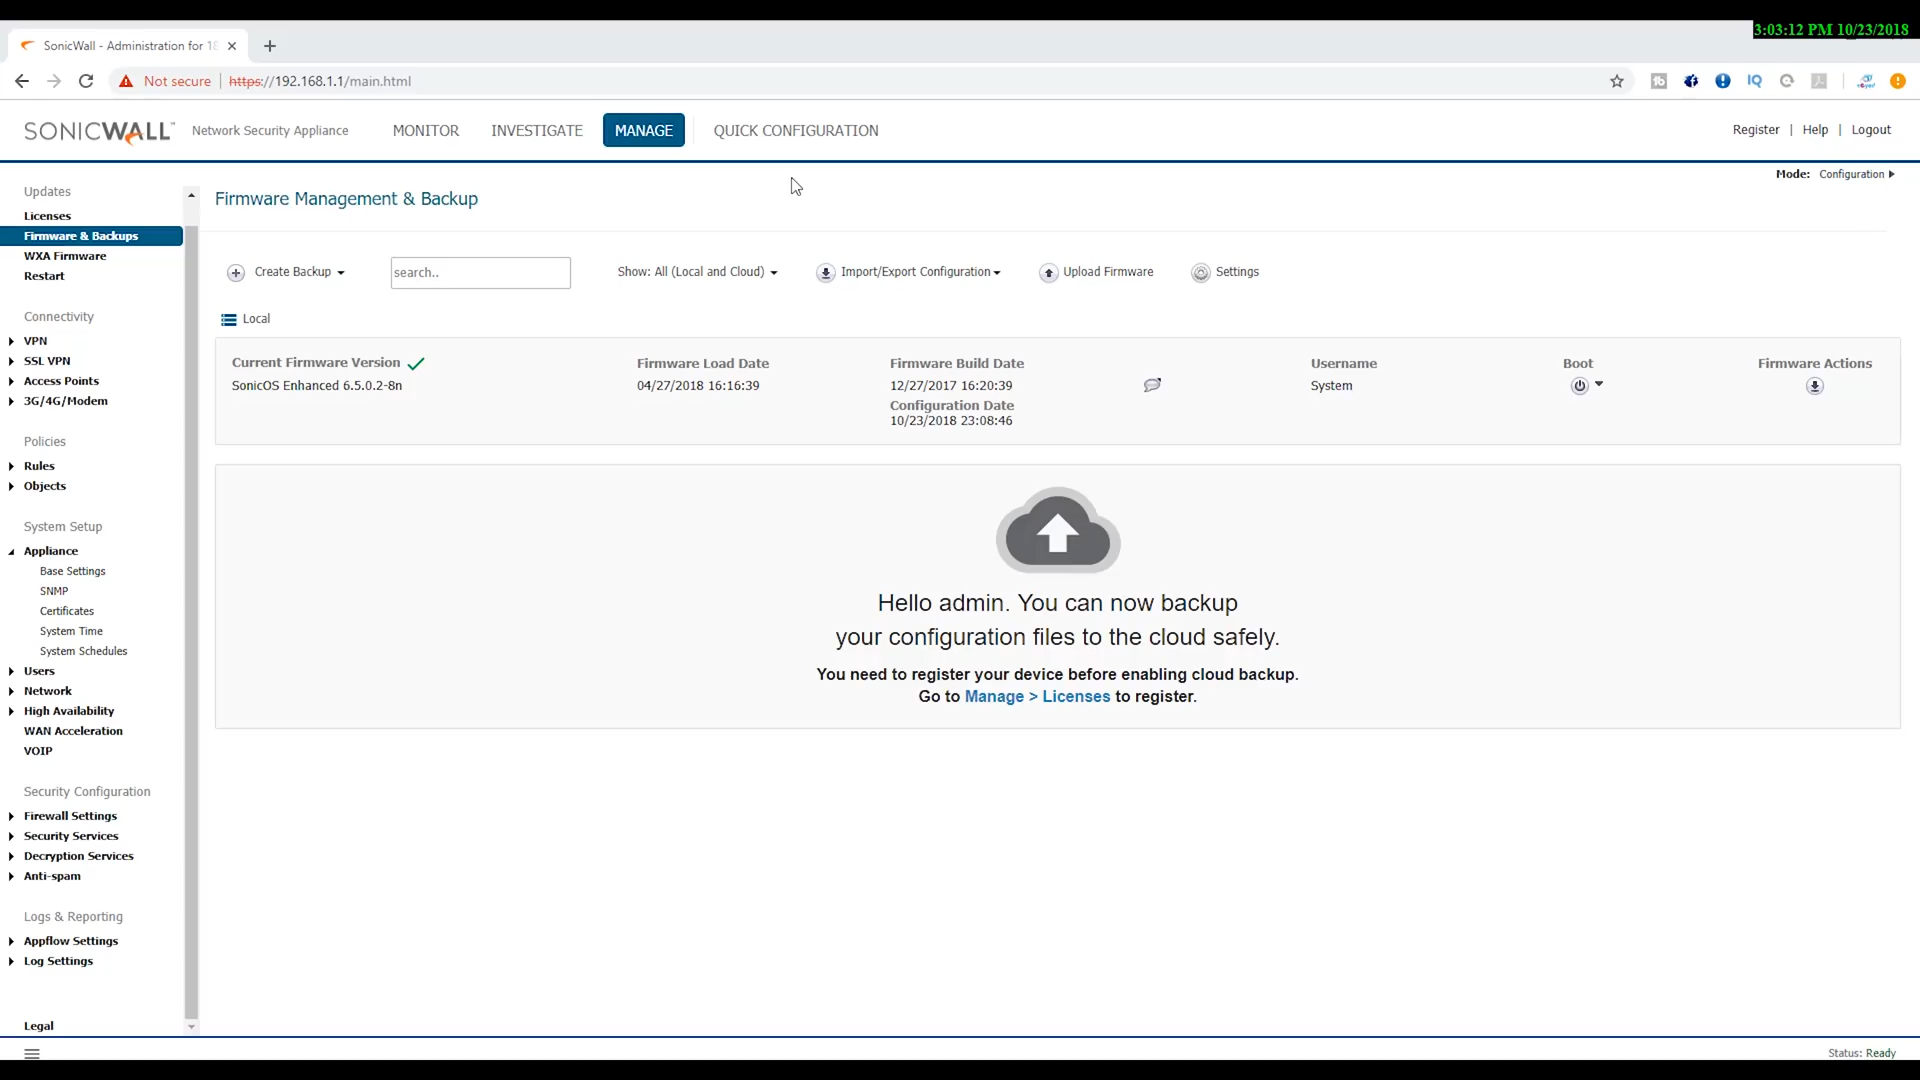 3:03:12 PM 10/23/2018
SonicWall - Administration for 18
Not secure
https://192.168.1.1/main.html
SONICWALL
Network Security Appliance
MONITOR
INVESTIGATE
MANAGE
QUICK CONFIGURATION
Register | Help | Logout
Mode: Configuration
Updates
Licenses
Firmware & Backups
WXA Firmware
Restart
Connectivity
VPN
SSL VPN
Access Points
3G/4G/Modem
Policies
Rules
Objects
System Setup
Appliance
Base Settings
SNMP
Certificates
System Time
System Schedules
Users
Network
High Availability
WAN Acceleration
VOIP
Security Configuration
Firewall Settings
Security Services
Decryption Services
Anti-spam
Logs & Reporting
Appflow Settings
Log Settings
Legal
Firmware Management & Backup
Create Backup
search..
Show: All (Local and Cloud)
Import/Export Configuration
Upload Firmware
Settings
Local
Current Firmware Version
SonicOS Enhanced 6.5.0.2-8n
Firmware Load Date
04/27/2018 16:16:39
Firmware Build Date
12/27/2017 16:20:39
Configuration Date
10/23/2018 23:08:46
Username
System
Boot
Firmware Actions
Hello admin. You can now backup
your configuration files to the cloud safely.
You need to register your device before enabling cloud backup.
Go to Manage > Licenses to register.
Status: Ready